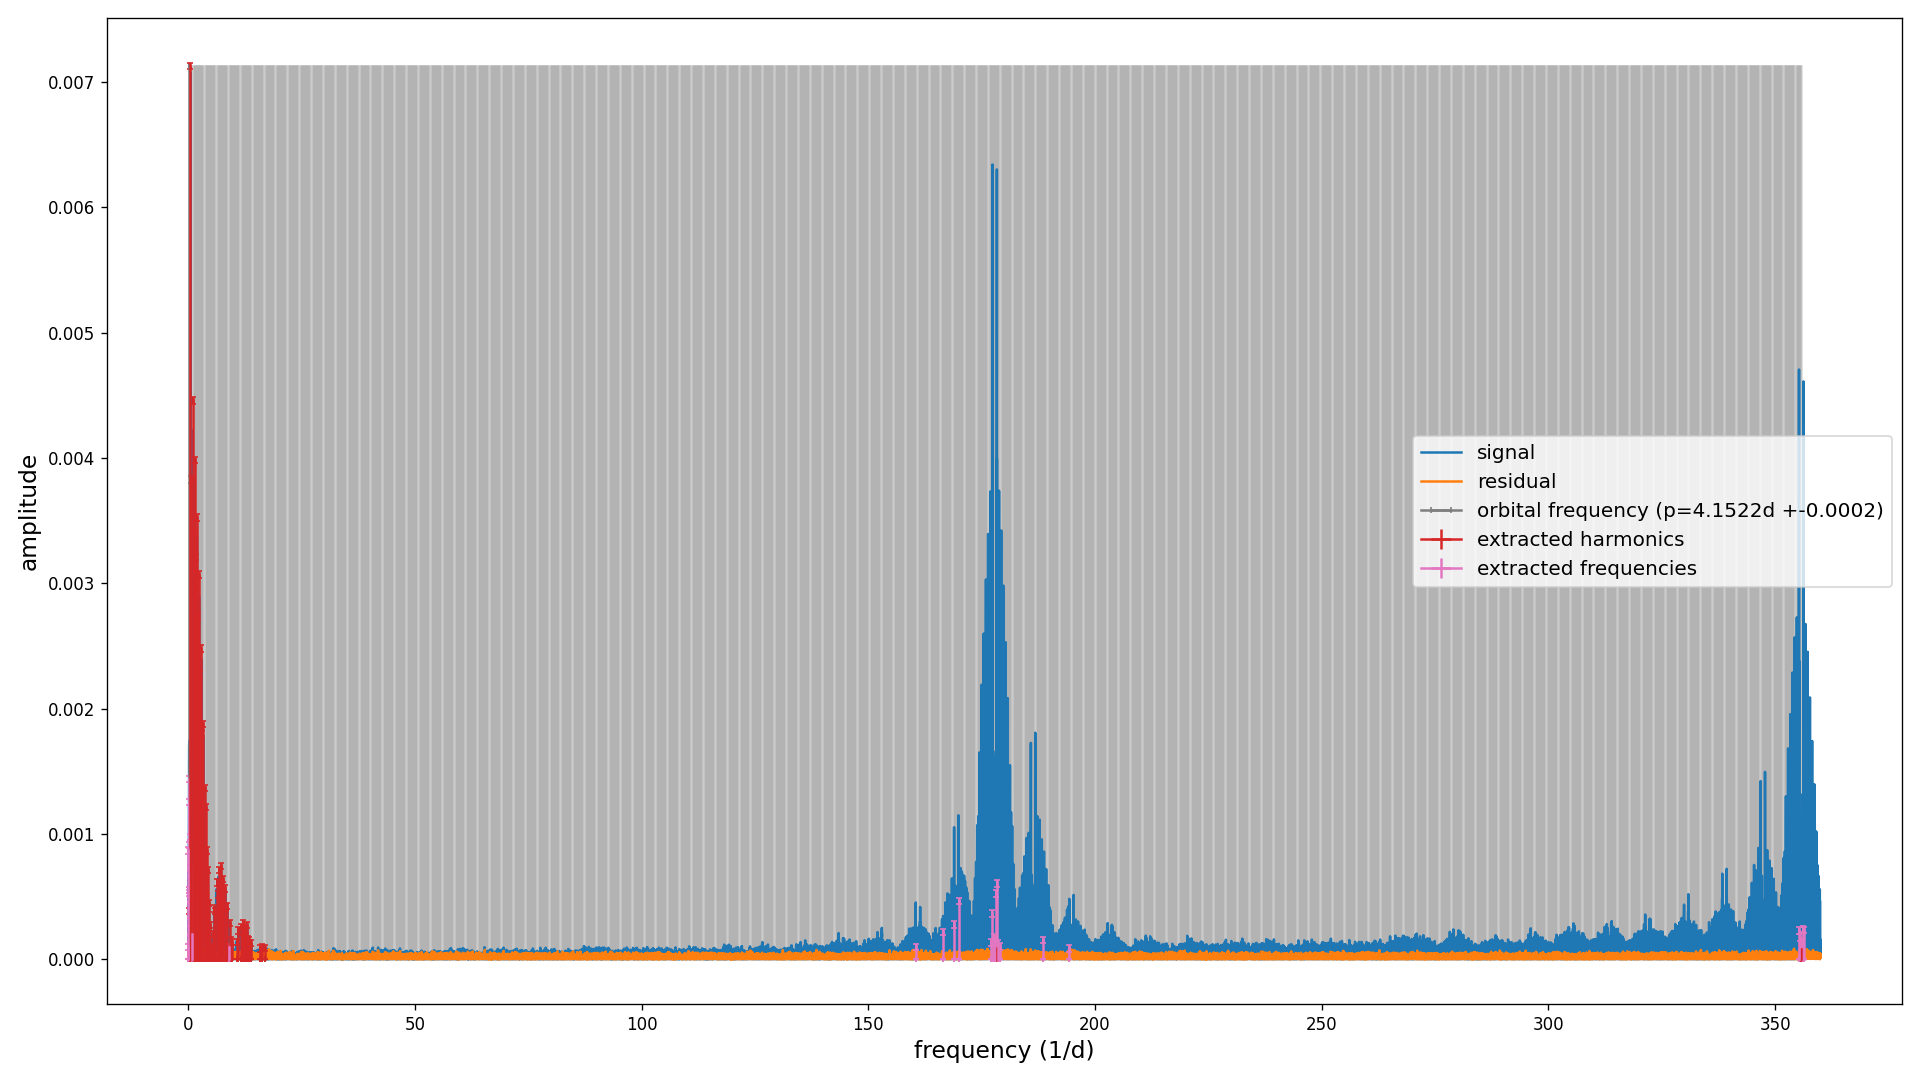 0.007
0.006
0.005
0.004
0.003
0.002
0.001
0.000
amplitude
signal
residual
orbital frequency (p=4.1522d +-0.0002)
extracted harmonics
extracted frequencies
0 50 100 150 200 250 300 350
frequency (1/d)